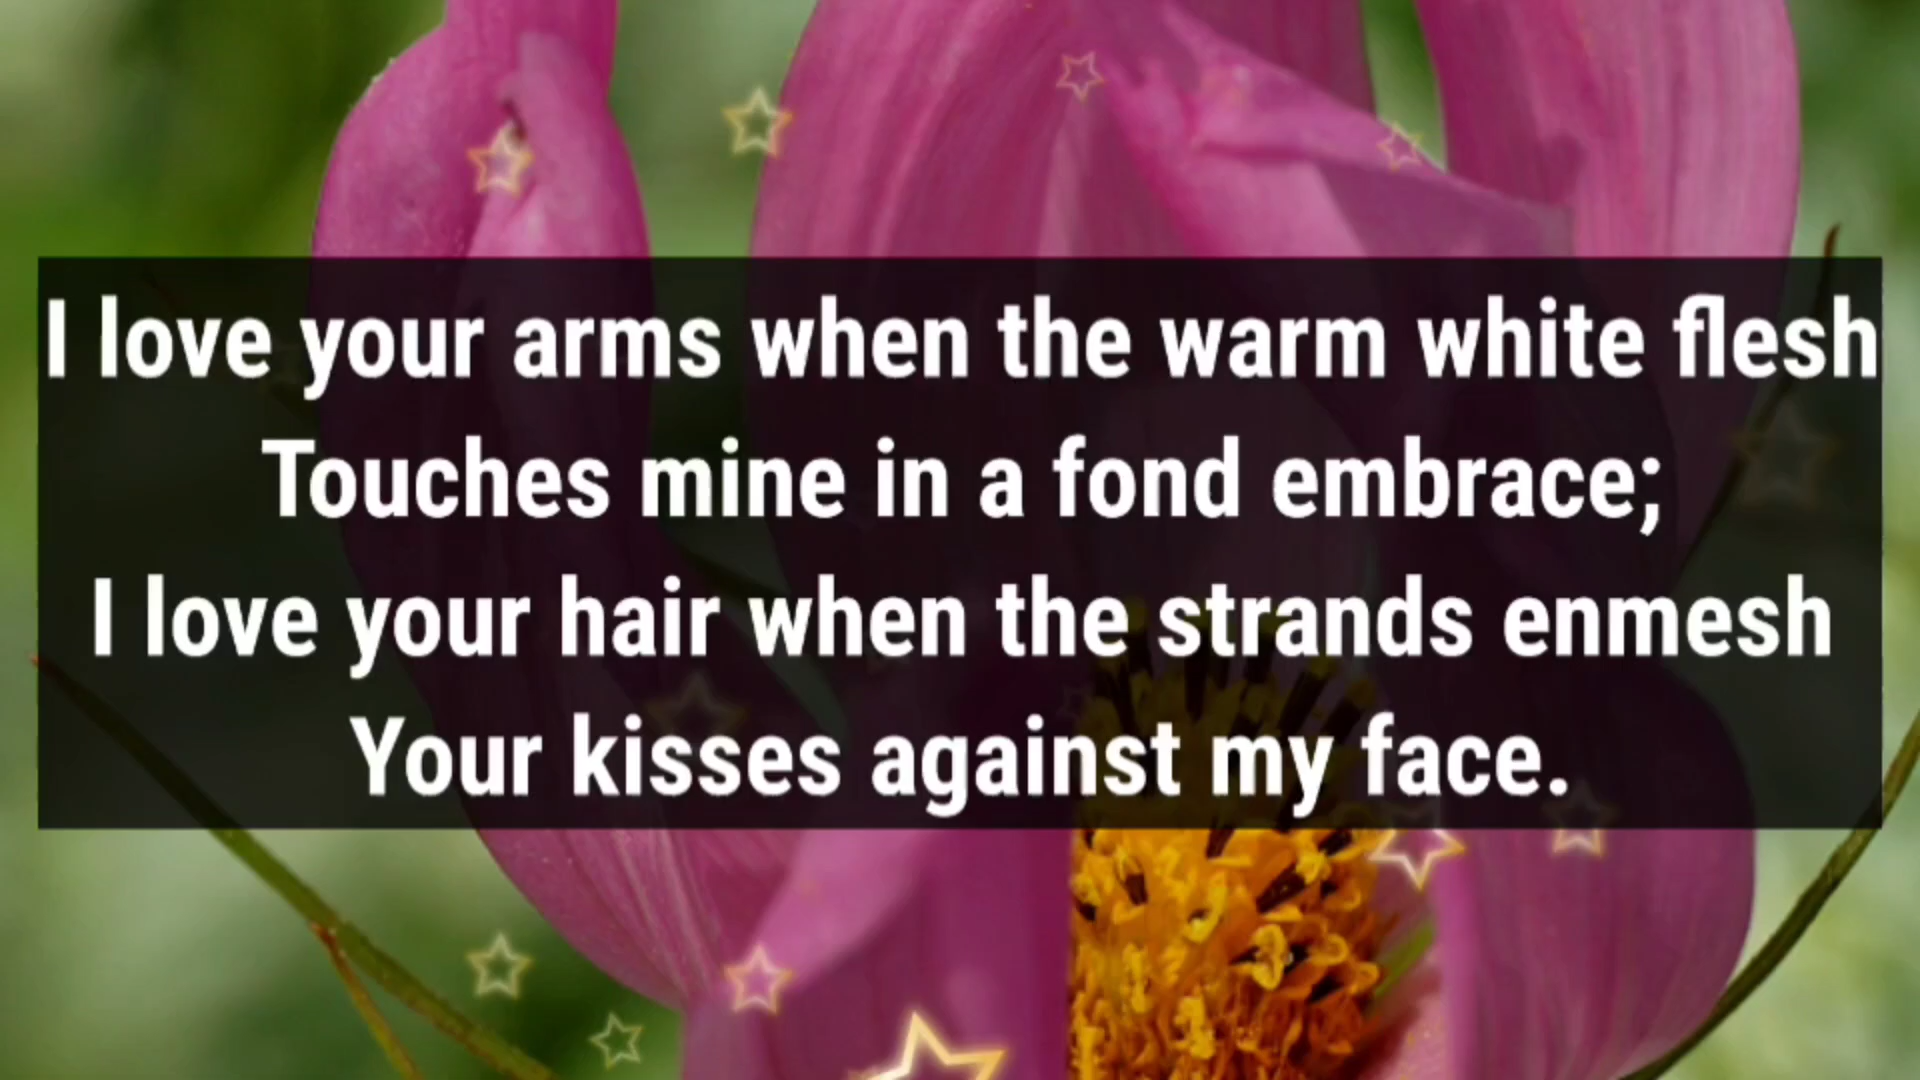 I love your arms when the warm white flesh
Touches mine in a fond embrace;
I love your hair when the strands enmesh
Your kisses against my face.